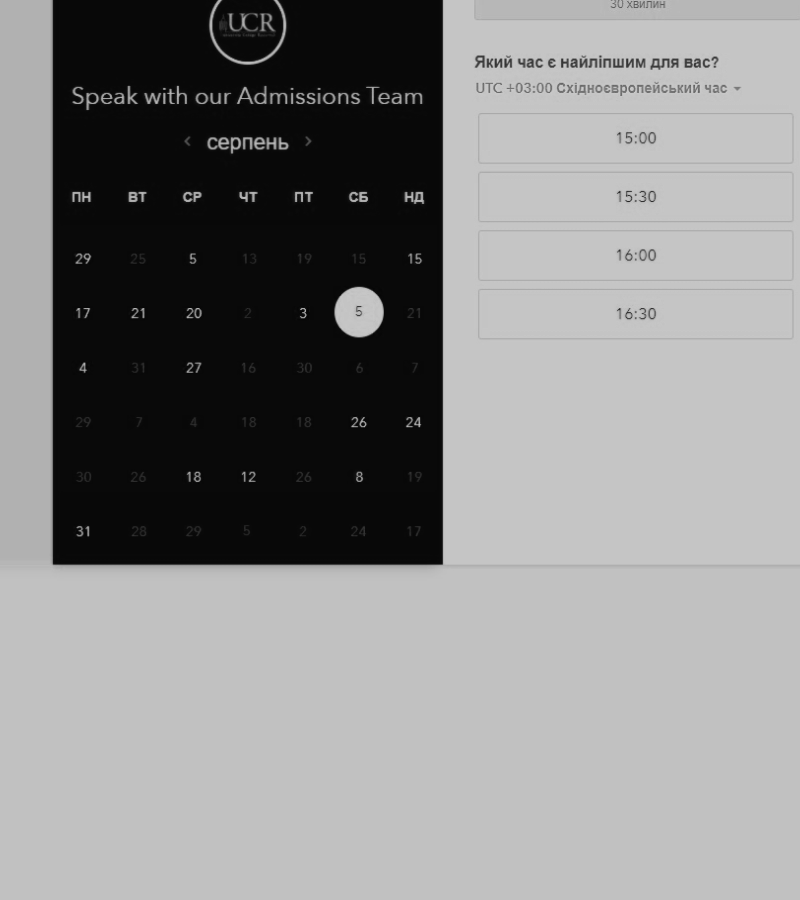 UCR
Speak with our Admissions Team
серпень
ПН ВТ СР ЧТ ПТ СБ НД
29 25 5 13 19 15 15
17 21 20 2 3 5 21
4 31 27 16 30 6 7
29 7 4 18 18 26 24
30 26 18 12 26 8 19
31 28 29 5 2 24 17
30 хвилин
Який час є найліпшим для вас?
UTC +03:00 Східноєвропейський час
15:00
15:30
16:00
16:30